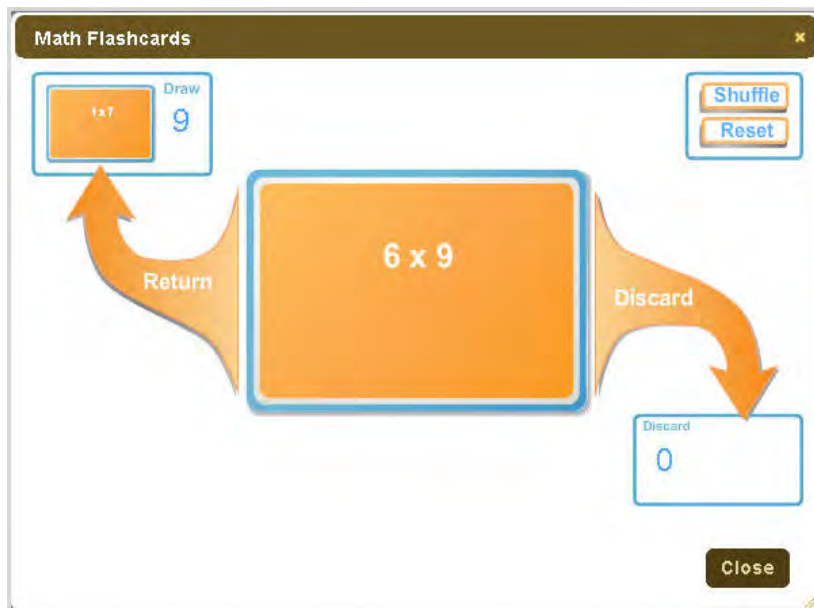 Math Flashcards
Draw
9
Shuffle
Reset
6 x 9
Return
Discard
Discard
0
Close